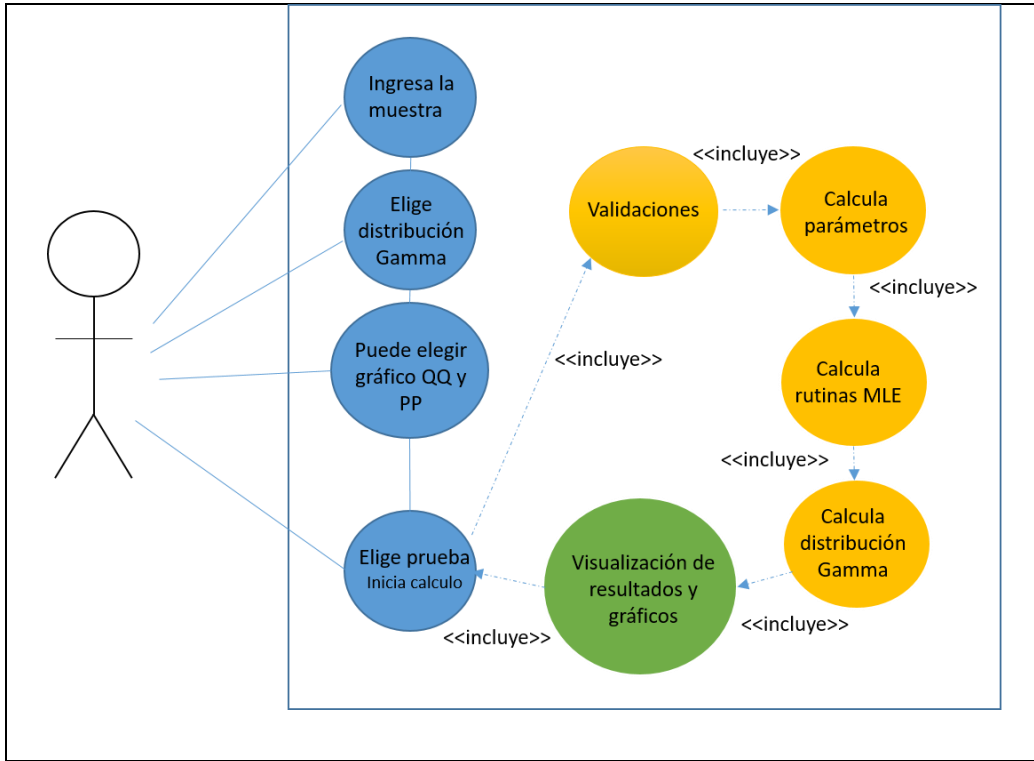 Ingresa la
muestra
Elige
distribución
Gamma
Puede elegir
gráfico QQ y
PP
Elige prueba
Inicia calculo
<<incluye>>
Validaciones
<<incluye>>
Calcula
parámetros
<<incluye>>
Calcula
rutinas MLE
<<incluye>>
Calcula
distribución
Gamma
<<incluye>>
Visualización de
resultados y
gráficos
<<incluye>>